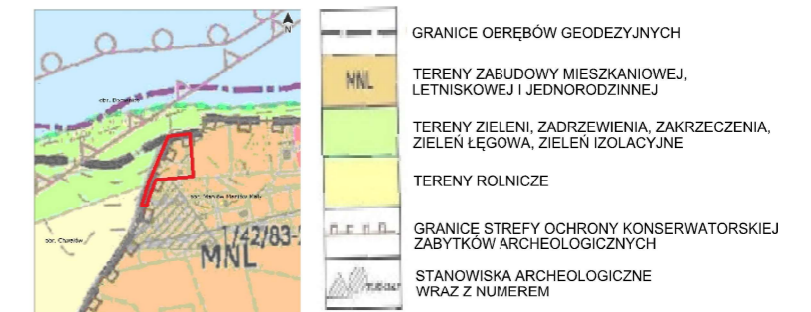 N
GRANICE OBRĘBÓW GEODEZYJNYCH
MNL
TERENY ZABUDOWY MIESZKANIOWEJ,
LETNISKOWEJ I JEDNORODZINNEJ
TERENY ZIELENI, ZADRZEWIENIA, ZAKRZECZENIA,
ZIELEŃ ŁĘGOWA, ZIELEŃ IZOLACYJNE
TERENY ROLNICZE
GRANICE STREFY OCHRONY KONSERWATORSKIEJ
ZABYTKÓW ARCHEOLOGICZNYCH
STANOWISKA ARCHEOLOGICZNE
WRAZ Z NUMEREM
1/42/83-
MNL